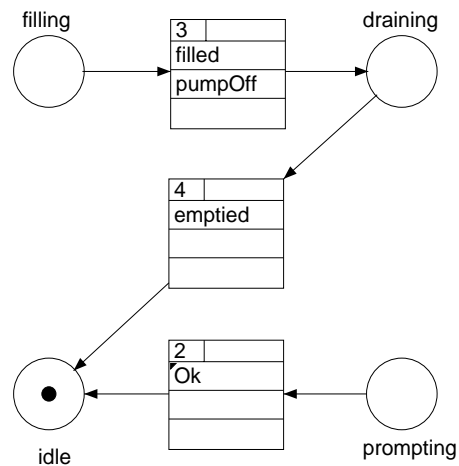 filling
draining
3
filled
pumpOff
4
emptied
2
Ok
idle
prompting